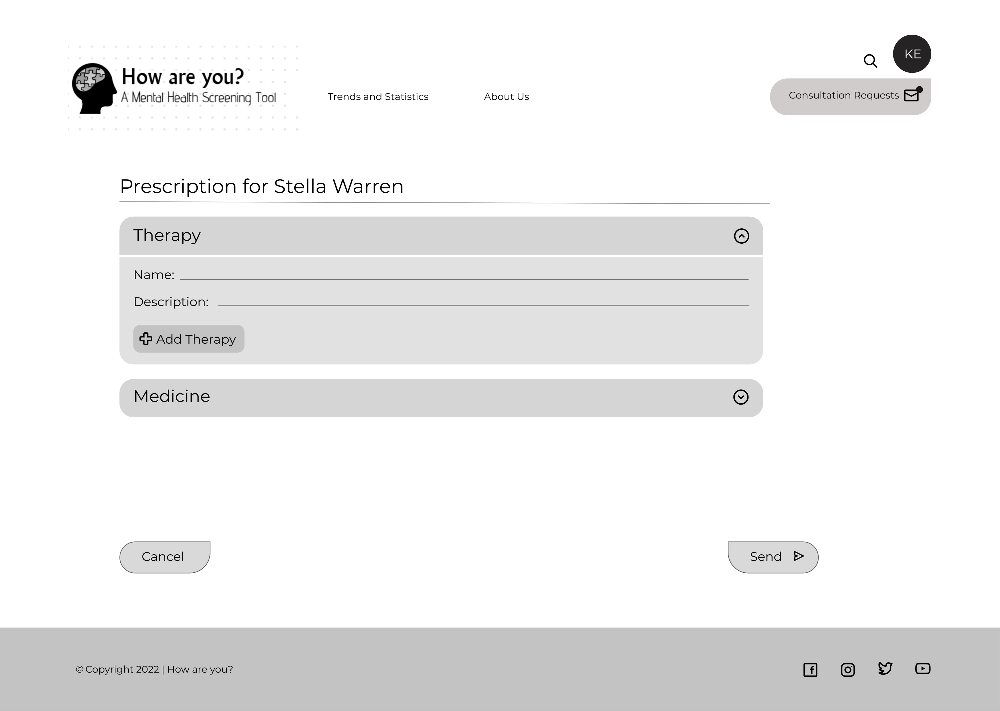 KE
How are you?
A Mental Health Screening Tool
Trends and Statistics
About Us
Consultation Requests
Prescription for Stella Warren
Therapy
Name:
Description:
Add Therapy
Medicine
Cancel
Send
© Copyright 2022 | How are you?